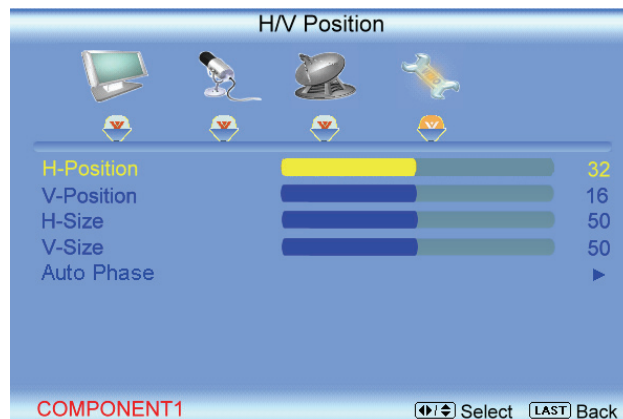 H/V Position
H-Position 32
V-Position 16
H-Size 50
V-Size 50
Auto Phase
COMPONENT1 Select LAST Back